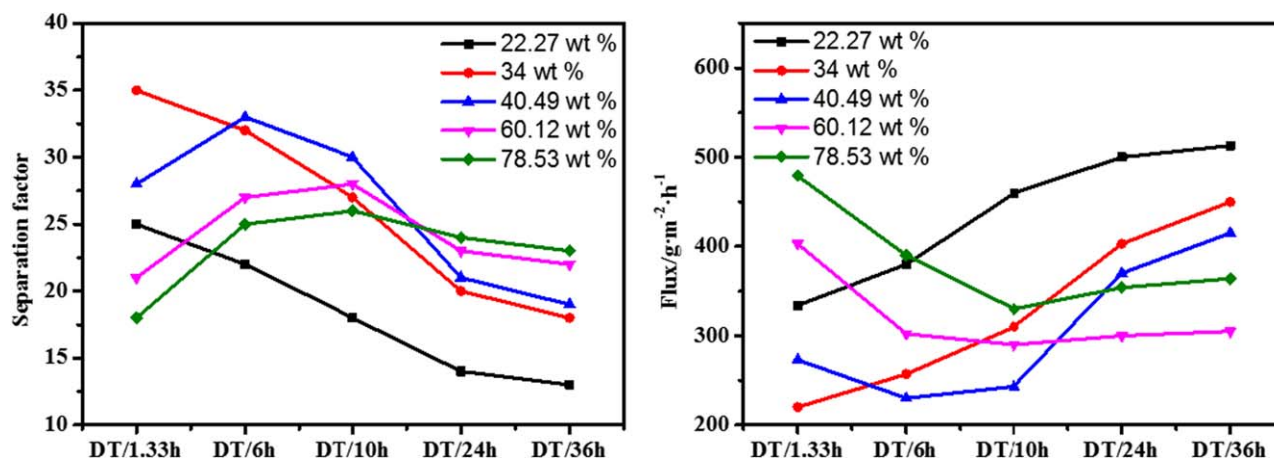 40
35
30
25
20
15
10
Separation factor
22.27 wt %
34 wt %
40.49 wt %
60.12 wt %
78.53 wt %
DT/1.33h DT/6h DT/10h DT/24h DT/36h
600
500
400
300
200
Flux/g·m⁻²·h⁻¹
22.27 wt %
34 wt %
40.49 wt %
60.12 wt %
78.53 wt %
DT/1.33h DT/6h DT/10h DT/24h DT/36h